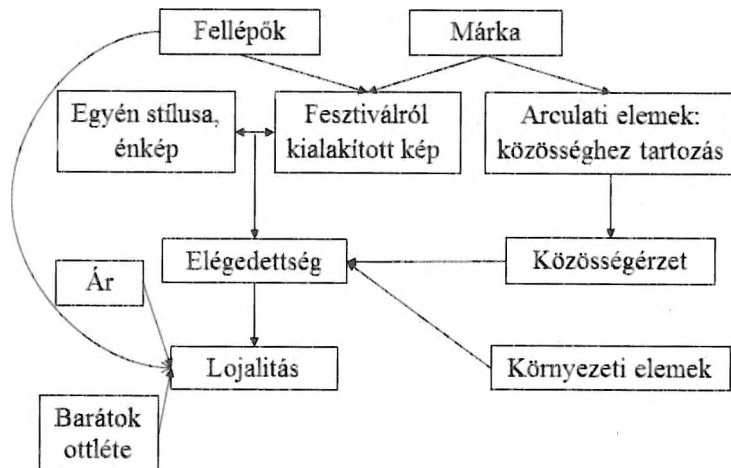 Fellépők
Márka
Egyén stílusa,
énkép
Fesztiválról
kialakított kép
Arculati elemek:
közösséghez tartozás
Elégedettség
Közösségérzet
Ár
Lojalitás
Környezeti elemek
Barátok
ottléte